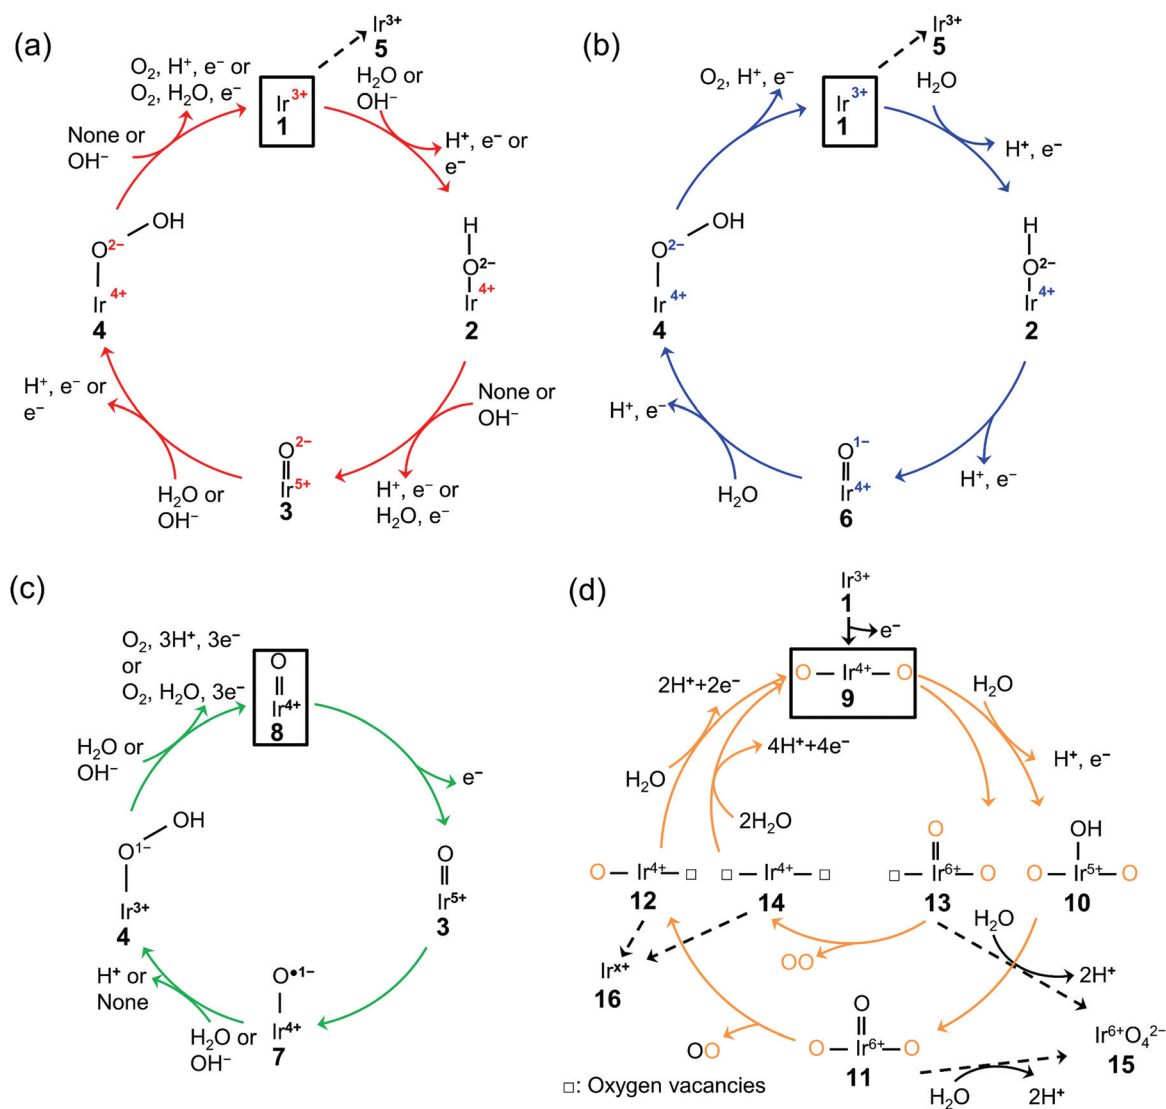 (a)
Ir³⁺
5
O₂, H⁺, e⁻ or
O₂, H₂O, e⁻
Ir³⁺
1
H₂O or
OH⁻
None or
OH⁻
H⁺, e⁻ or
e⁻
OH
O²⁻
Ir⁴⁺
4
H
O²⁻
Ir⁴⁺
2
H⁺, e⁻ or
e⁻
None or
OH⁻
O²⁻
Ir⁵⁺
3
H₂O or
OH⁻
H⁺, e⁻ or
H₂O, e⁻
(b)
Ir³⁺
5
O₂, H⁺, e⁻
Ir³⁺
1
H₂O
H⁺, e⁻
OH
O²⁻
Ir⁴⁺
4
H
O²⁻
Ir⁴⁺
2
H⁺, e⁻
O¹⁻
Ir⁴⁺
6
H₂O
H⁺, e⁻
(c)
O₂, 3H⁺, 3e⁻
or
O₂, H₂O, 3e⁻
O
Ir⁴⁺
8
H₂O or
OH⁻
e⁻
OH
O¹⁻
Ir³⁺
4
O
Ir⁵⁺
3
H⁺ or
None
O•¹⁻
Ir⁴⁺
7
H₂O or
OH⁻
(d)
Ir³⁺
1
e⁻
O Ir⁴⁺ O
9
2H⁺+2e⁻
H₂O
4H⁺+4e⁻
H₂O
2H₂O
H⁺, e⁻
O Ir⁴⁺ □
12
□ Ir⁴⁺ □
14
O
□ Ir⁶⁺ O
13
OH
O Ir⁵⁺ O
10
H₂O
Irˣ⁺
16
OO
2H⁺
OO
O
O Ir⁶⁺ O
11
Ir⁶⁺O₄²⁻
15
H₂O
2H⁺
□: Oxygen vacancies